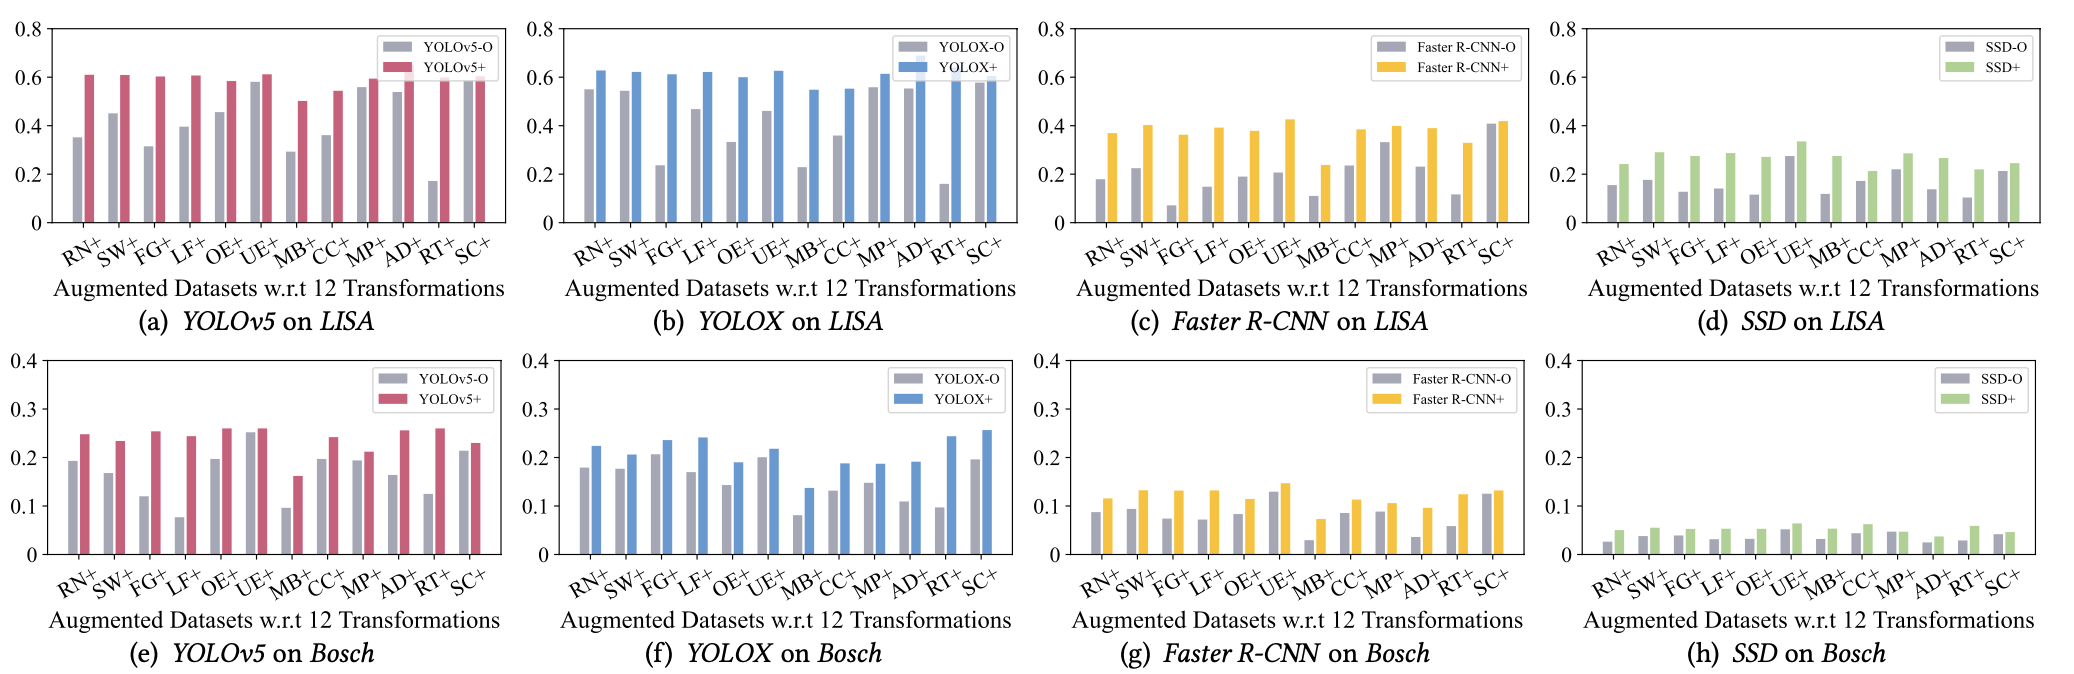 0.8
0.6
0.4
0.2
0
YOLOv5-O
YOLOv5+
RN+ SW+ FG+ LF+ OE+ UE+ MB+ CC+ MP+ AD+ RT+ SC+
Augmented Datasets w.r.t 12 Transformations
(a) YOLOv5 on LISA
0.8
0.6
0.4
0.2
0
YOLOX-O
YOLOX+
RN+ SW+ FG+ LF+ OE+ UE+ MB+ CC+ MP+ AD+ RT+ SC+
Augmented Datasets w.r.t 12 Transformations
(b) YOLOX on LISA
0.8
0.6
0.4
0.2
0
Faster R-CNN-O
Faster R-CNN+
RN+ SW+ FG+ LF+ OE+ UE+ MB+ CC+ MP+ AD+ RT+ SC+
Augmented Datasets w.r.t 12 Transformations
(c) Faster R-CNN on LISA
0.8
0.6
0.4
0.2
0
SSD-O
SSD+
RN+ SW+ FG+ LF+ OE+ UE+ MB+ CC+ MP+ AD+ RT+ SC+
Augmented Datasets w.r.t 12 Transformations
(d) SSD on LISA
0.4
0.3
0.2
0.1
0
YOLOv5-O
YOLOv5+
RN+ SW+ FG+ LF+ OE+ UE+ MB+ CC+ MP+ AD+ RT+ SC+
Augmented Datasets w.r.t 12 Transformations
(e) YOLOv5 on Bosch
0.4
0.3
0.2
0.1
0
YOLOX-O
YOLOX+
RN+ SW+ FG+ LF+ OE+ UE+ MB+ CC+ MP+ AD+ RT+ SC+
Augmented Datasets w.r.t 12 Transformations
(f) YOLOX on Bosch
0.4
0.3
0.2
0.1
0
Faster R-CNN-O
Faster R-CNN+
RN+ SW+ FG+ LF+ OE+ UE+ MB+ CC+ MP+ AD+ RT+ SC+
Augmented Datasets w.r.t 12 Transformations
(g) Faster R-CNN on Bosch
0.4
0.3
0.2
0.1
0
SSD-O
SSD+
RN+ SW+ FG+ LF+ OE+ UE+ MB+ CC+ MP+ AD+ RT+ SC+
Augmented Datasets w.r.t 12 Transformations
(h) SSD on Bosch